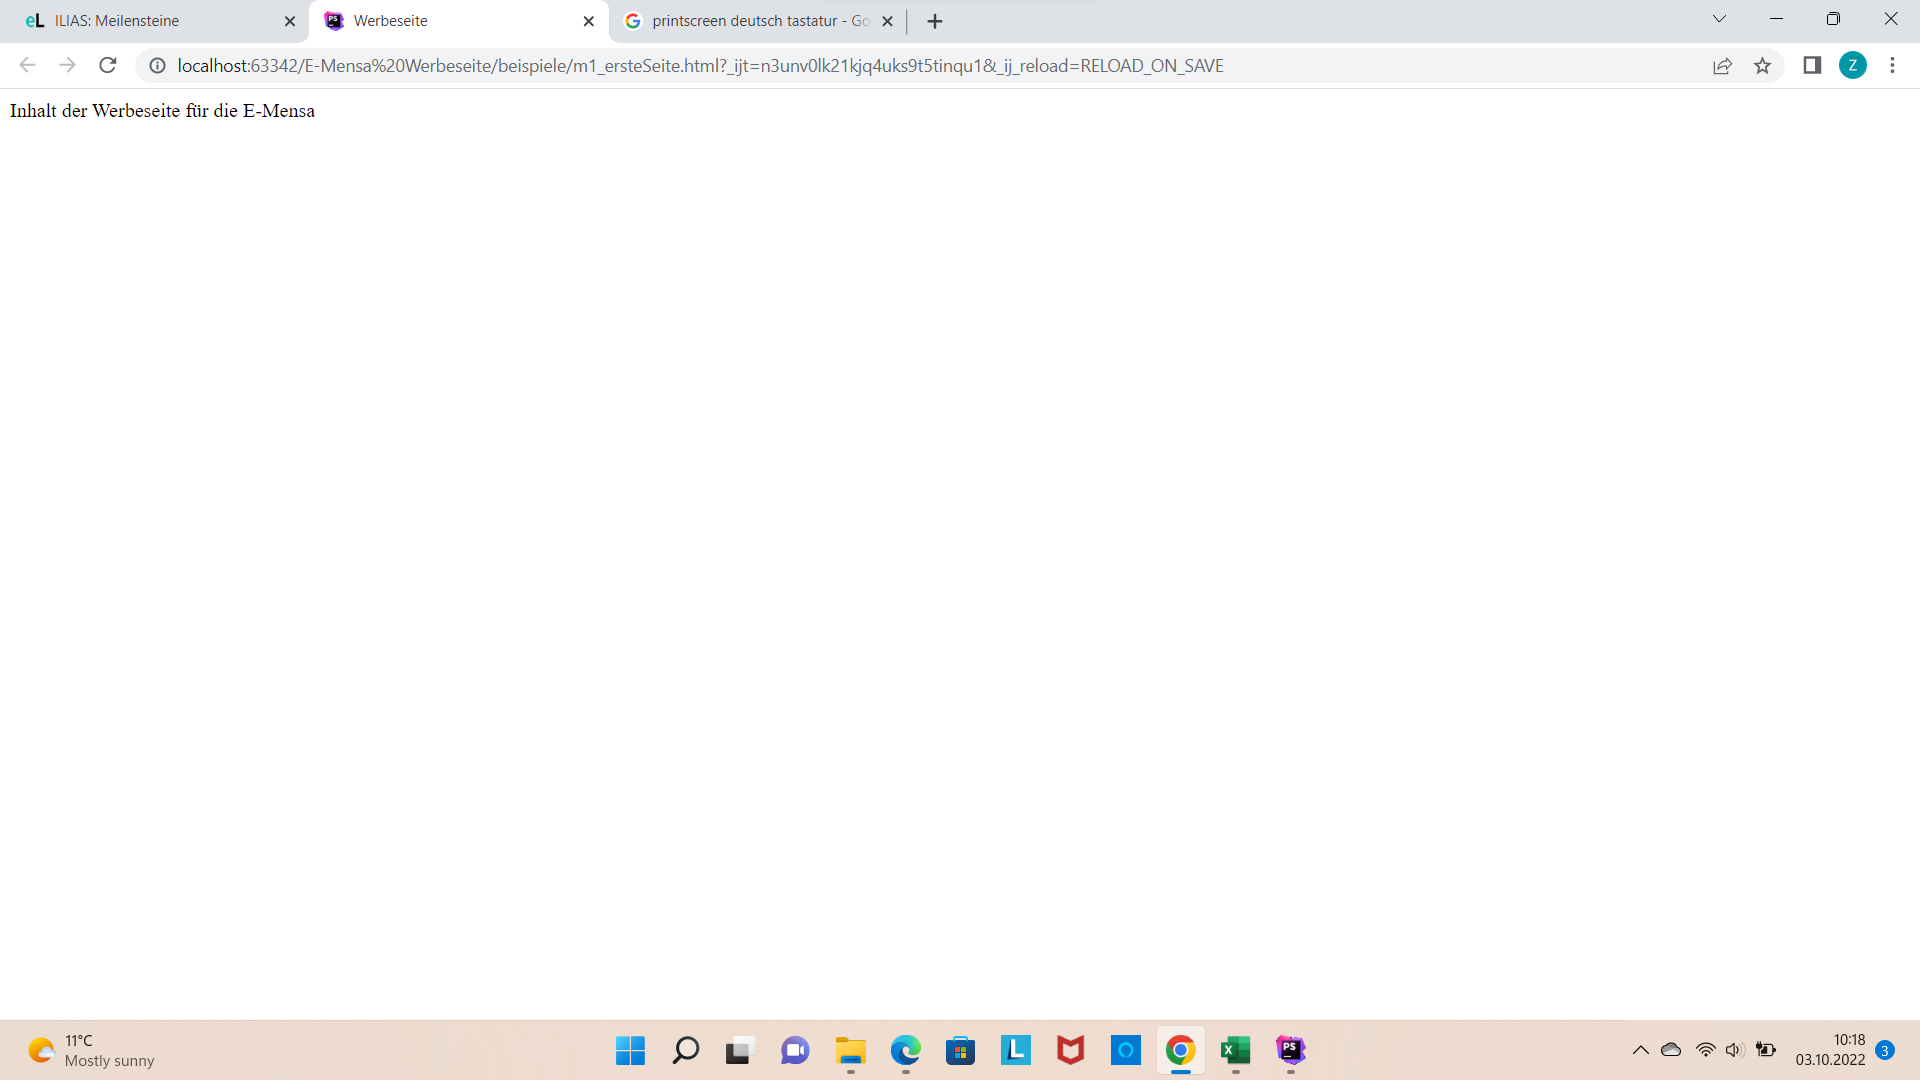 eL ILIAS: Meilensteine
Werbeseite
printscreen deutsch tastatur - Go
localhost:63342/E-Mensa%20Werbeseite/beispiele/m1_ersteSeite.html?_ijt=n3unv0lk21kjq4uks9t5tinqu1&_ij_reload=RELOAD_ON_SAVE
Z
Inhalt der Werbeseite für die E-Mensa
11°C
Mostly sunny
10:18
03.10.2022
3